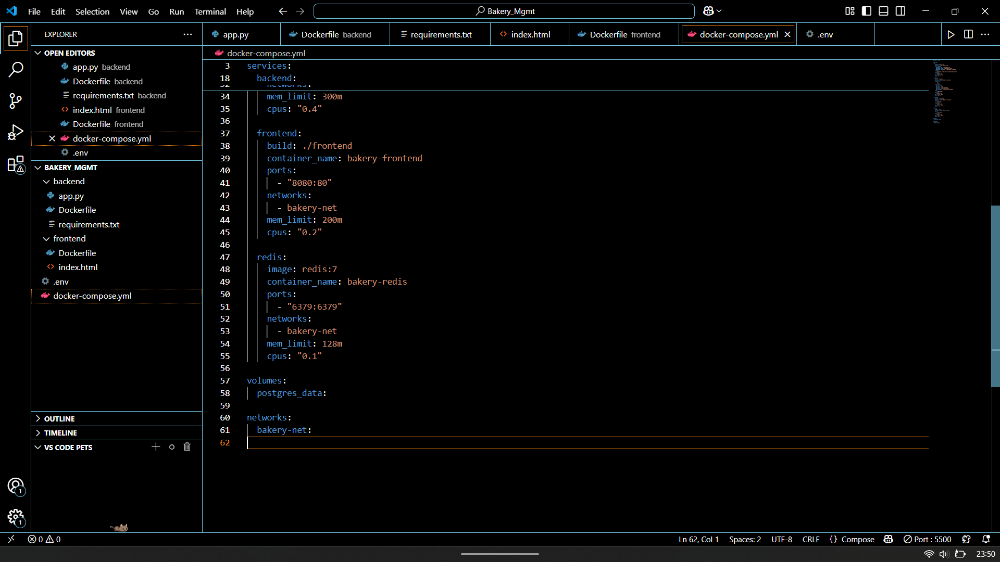 File Edit Selection View Go Run Terminal Help
Bakery_Mgmt
EXPLORER
OPEN EDITORS
app.py backend
Dockerfile backend
requirements.txt backend
index.html frontend
Dockerfile frontend
docker-compose.yml
.env
BAKERY_MGMT
backend
app.py
Dockerfile
requirements.txt
frontend
Dockerfile
index.html
.env
docker-compose.yml
OUTLINE
TIMELINE
VS CODE PETS
1
1
app.py Dockerfile backend requirements.txt index.html Dockerfile frontend docker-compose.yml .env
docker-compose.yml
3 services:
18 backend:
34 mem_limit: 300m
35 cpus: "0.4"
36
37 frontend:
38 build: ./frontend
39 container_name: bakery-frontend
40 ports:
41 - "8080:80"
42 networks:
43 - bakery-net
44 mem_limit: 200m
45 cpus: "0.2"
46
47 redis:
48 image: redis:7
49 container_name: bakery-redis
50 ports:
51 - "6379:6379"
52 networks:
53 - bakery-net
54 mem_limit: 128m
55 cpus: "0.1"
56
57 volumes:
58 postgres_data:
59
60 networks:
61 bakery-net:
62
0 0 Ln 62, Col 1 Spaces: 2 UTF-8 CRLF {} Compose Port : 5500
23:50